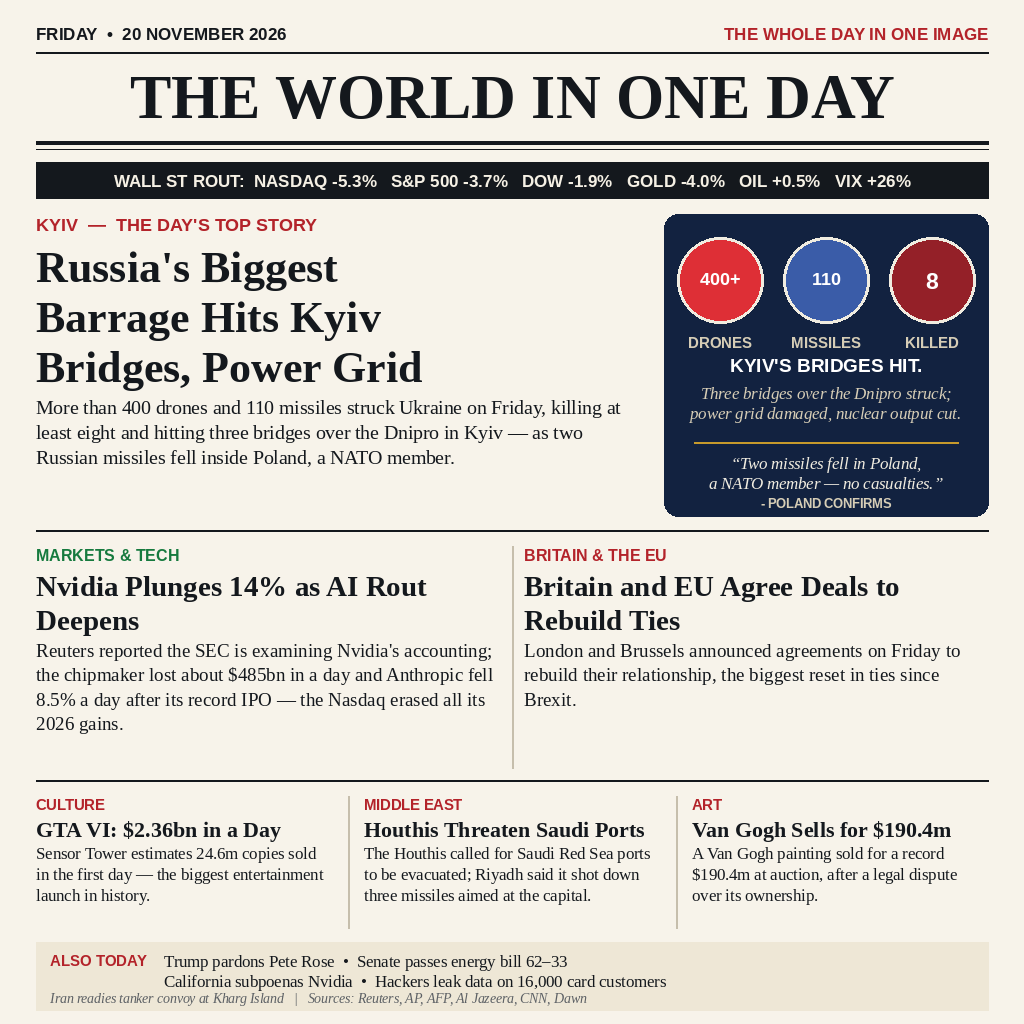 FRIDAY • 20 NOVEMBER 2026
THE WHOLE DAY IN ONE IMAGE
THE WORLD IN ONE DAY
WALL ST ROUT: NASDAQ -5.3% S&P 500 -3.7% DOW -1.9% GOLD -4.0% OIL +0.5% VIX +26%
KYIV — THE DAY'S TOP STORY
Russia's Biggest
Barrage Hits Kyiv
Bridges, Power Grid
More than 400 drones and 110 missiles struck Ukraine on Friday, killing at
least eight and hitting three bridges over the Dnipro in Kyiv — as two
Russian missiles fell inside Poland, a NATO member.
400+ 110 8
DRONES MISSILES KILLED
KYIV'S BRIDGES HIT.
Three bridges over the Dnipro struck;
power grid damaged, nuclear output cut.
“Two missiles fell in Poland,
a NATO member — no casualties.”
- POLAND CONFIRMS
MARKETS & TECH
Nvidia Plunges 14% as AI Rout
Deepens
Reuters reported the SEC is examining Nvidia's accounting;
the chipmaker lost about $485bn in a day and Anthropic fell
8.5% a day after its record IPO — the Nasdaq erased all its
2026 gains.
BRITAIN & THE EU
Britain and EU Agree Deals to
Rebuild Ties
London and Brussels announced agreements on Friday to
rebuild their relationship, the biggest reset in ties since
Brexit.
CULTURE
GTA VI: $2.36bn in a Day
Sensor Tower estimates 24.6m copies sold
in the first day — the biggest entertainment
launch in history.
MIDDLE EAST
Houthis Threaten Saudi Ports
The Houthis called for Saudi Red Sea ports
to be evacuated; Riyadh said it shot down
three missiles aimed at the capital.
ART
Van Gogh Sells for $190.4m
A Van Gogh painting sold for a record
$190.4m at auction, after a legal dispute
over its ownership.
ALSO TODAY Trump pardons Pete Rose • Senate passes energy bill 62–33
California subpoenas Nvidia • Hackers leak data on 16,000 card customers
Iran readies tanker convoy at Kharg Island | Sources: Reuters, AP, AFP, Al Jazeera, CNN, Dawn